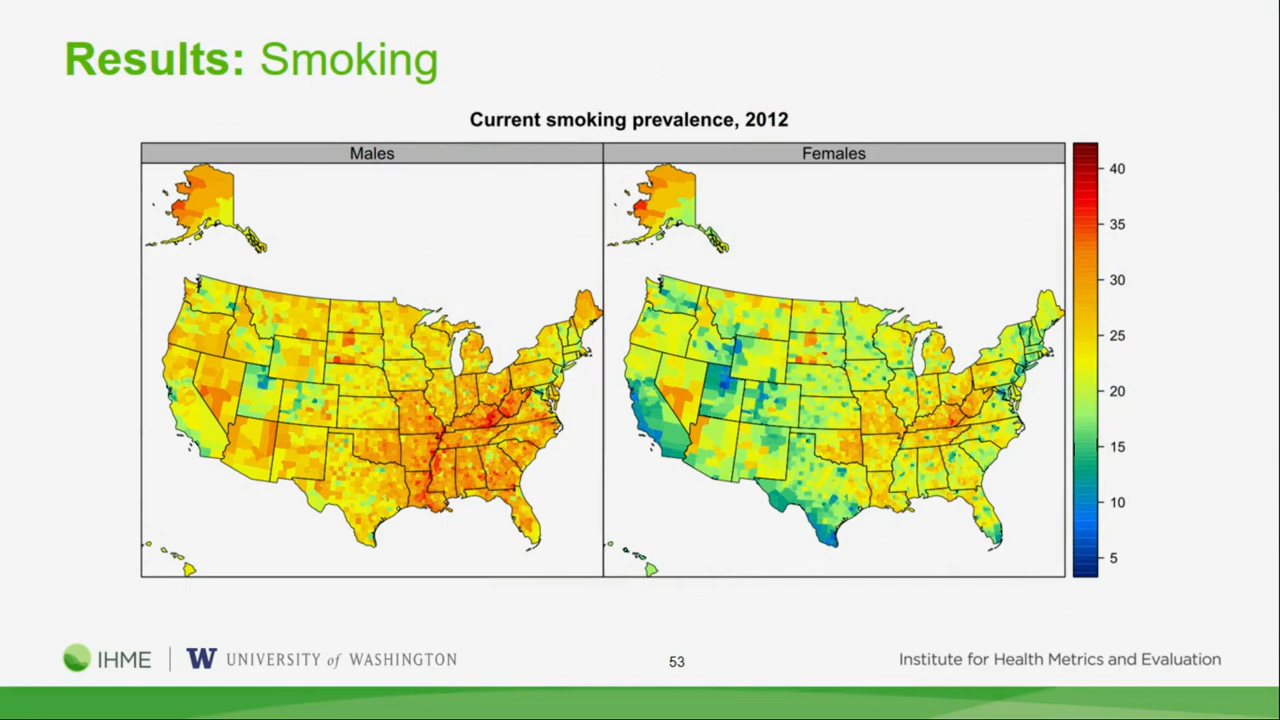 Results: Smoking
Current smoking prevalence, 2012
Males
Females
40
35
30
25
20
15
10
5
IHME
W UNIVERSITY of WASHINGTON
53
Institute for Health Metrics and Evaluation